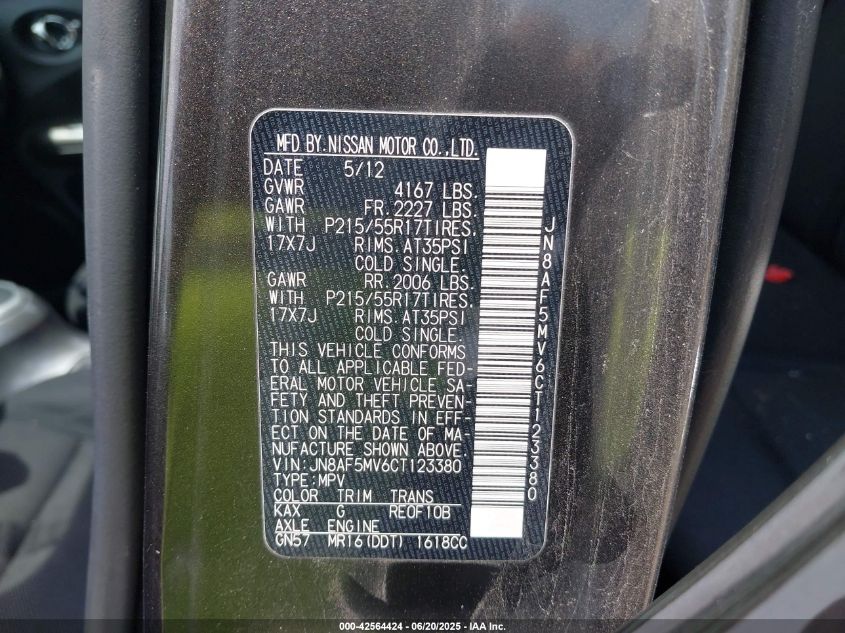 MFD BY.NISSAN MOTOR CO.,LTD.
DATE 5/12
GVWR 4167 LBS.
GAWR FR.2227 LBS.
WITH P215/55R17TIRES.
17X7J RIMS.AT35PSI
COLD SINGLE.
GAWR RR.2006 LBS.
WITH P215/55R17TIRES.
17X7J RIMS.AT35PSI
COLD SINGLE.
THIS VEHICLE CONFORMS
TO ALL APPLICABLE FED-
ERAL MOTOR VEHICLE SA-
FETY AND THEFT PREVEN-
TION STANDARDS IN EFF-
ECT ON THE DATE OF MA-
NUFACTURE SHOWN ABOVE.
VIN:JN8AF5MV6CT123380
TYPE:MPV
COLOR TRIM TRANS
KAX G RE0F10B
AXLE ENGINE
GN57 MR16(DDT) 1618CC
JN8AF5MV6CT123380
000-42564424 - 06/20/2025 - IAA Inc.